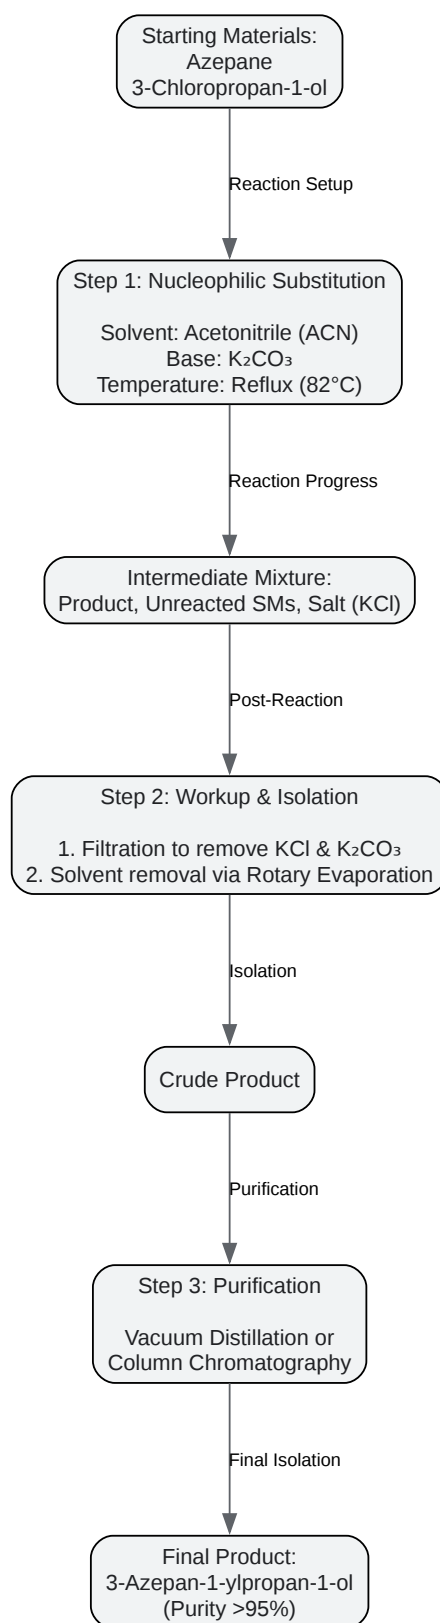 Starting Materials:
Azepane
3-Chloropropan-1-ol
Reaction Setup
Step 1: Nucleophilic Substitution
Solvent: Acetonitrile (ACN)
Base: K₂CO₃
Temperature: Reflux (82°C)
Reaction Progress
Intermediate Mixture:
Product, Unreacted SMs, Salt (KCl)
Post-Reaction
Step 2: Workup & Isolation
1. Filtration to remove KCl & K₂CO₃
2. Solvent removal via Rotary Evaporation
Isolation
Crude Product
Purification
Step 3: Purification
Vacuum Distillation or
Column Chromatography
Final Isolation
Final Product:
3-Azepan-1-ylpropan-1-ol
(Purity >95%)